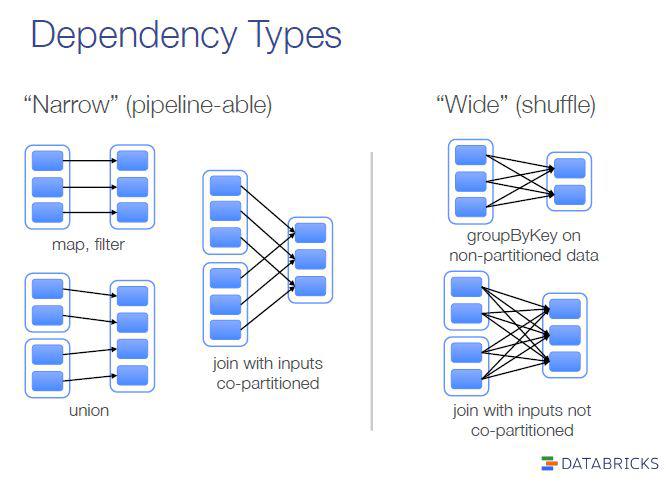 Dependency Types
“Narrow” (pipeline-able)
map, filter
union
join with inputs
co-partitioned
“Wide” (shuffle)
groupByKey on
non-partitioned data
join with inputs not
co-partitioned
DATABRICKS